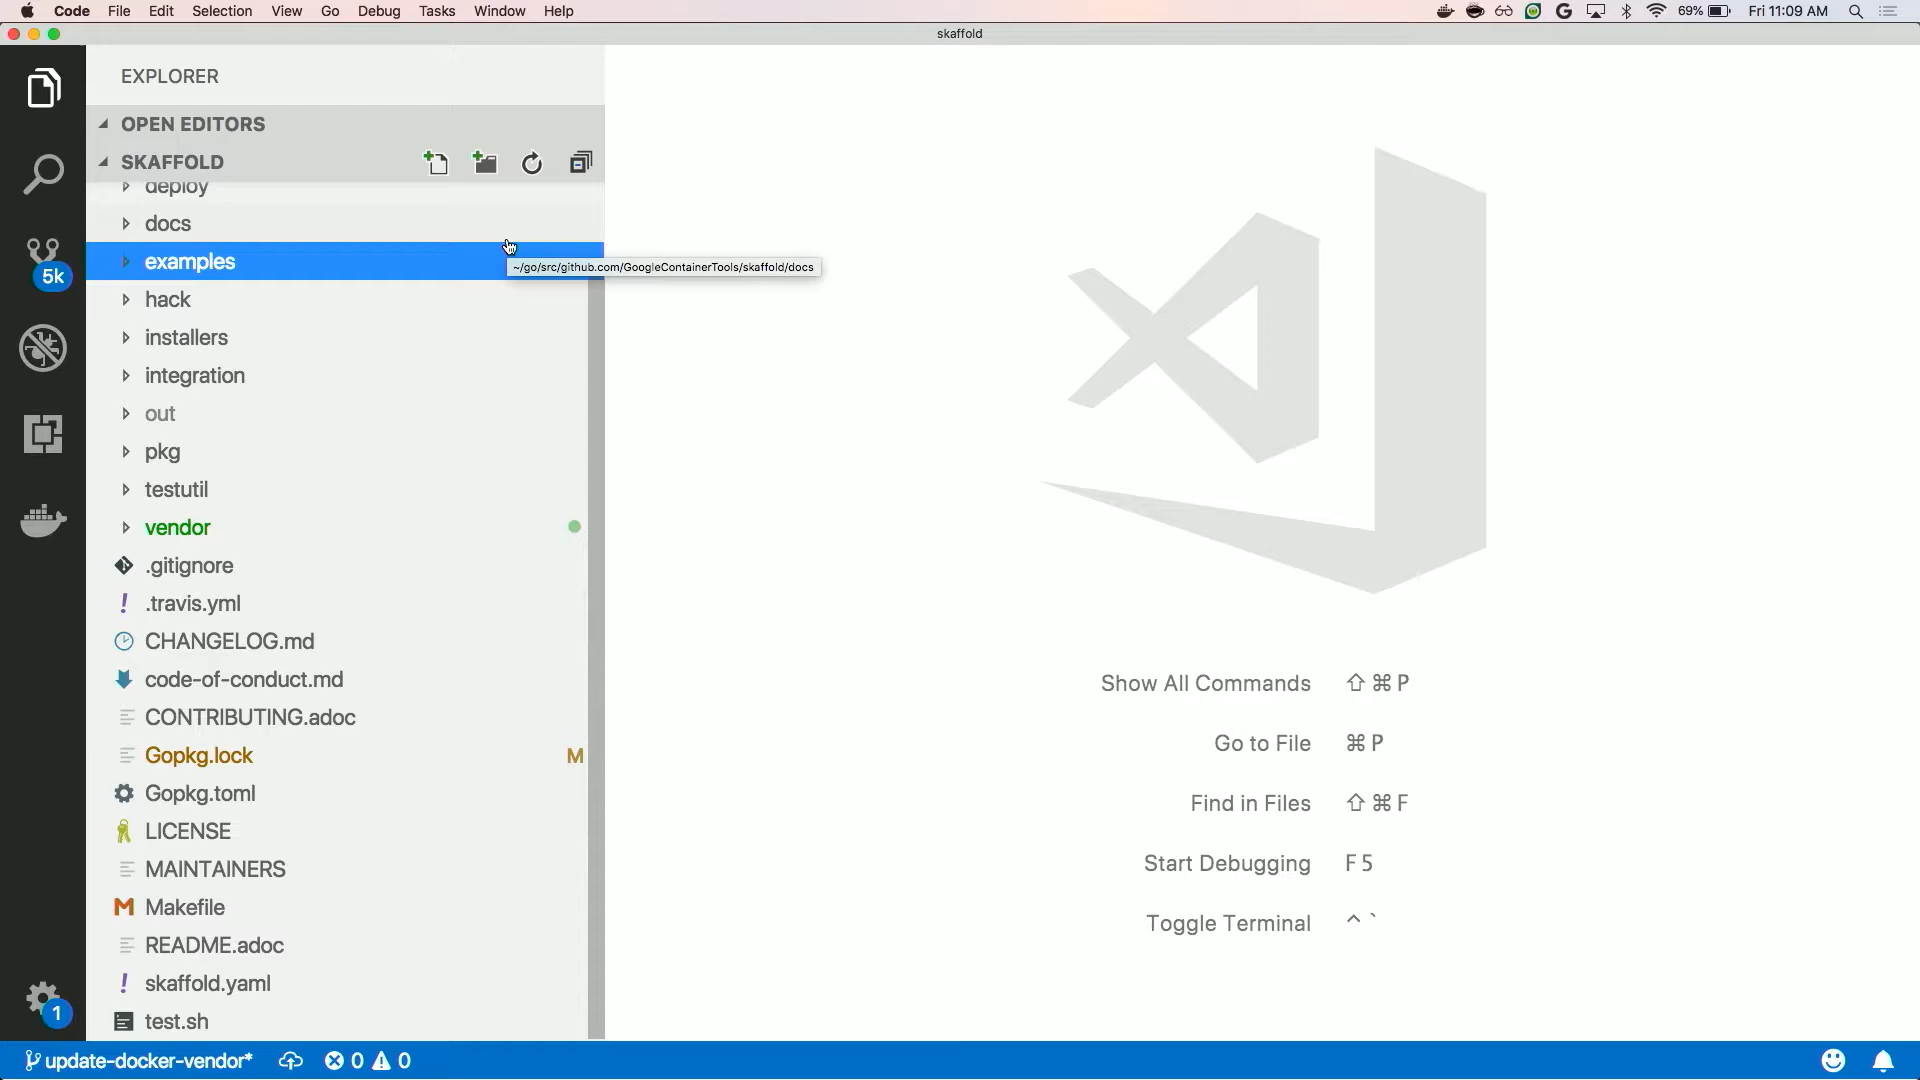 Code File Edit Selection View Go Debug Tasks Window Help
69% Fri 11:09 AM
skaffold
EXPLORER
OPEN EDITORS
SKAFFOLD
deploy
docs
examples
~/go/src/github.com/GoogleContainerTools/skaffold/docs
hack
installers
integration
out
pkg
testutil
vendor
.gitignore
.travis.yml
CHANGELOG.md
code-of-conduct.md
CONTRIBUTING.adoc
Gopkg.lock M
Gopkg.toml
LICENSE
MAINTAINERS
Makefile
README.adoc
skaffold.yaml
test.sh
5k
1
Show All Commands ⇧⌘P
Go to File ⌘P
Find in Files ⇧⌘F
Start Debugging F5
Toggle Terminal ^`
update-docker-vendor* 0 0